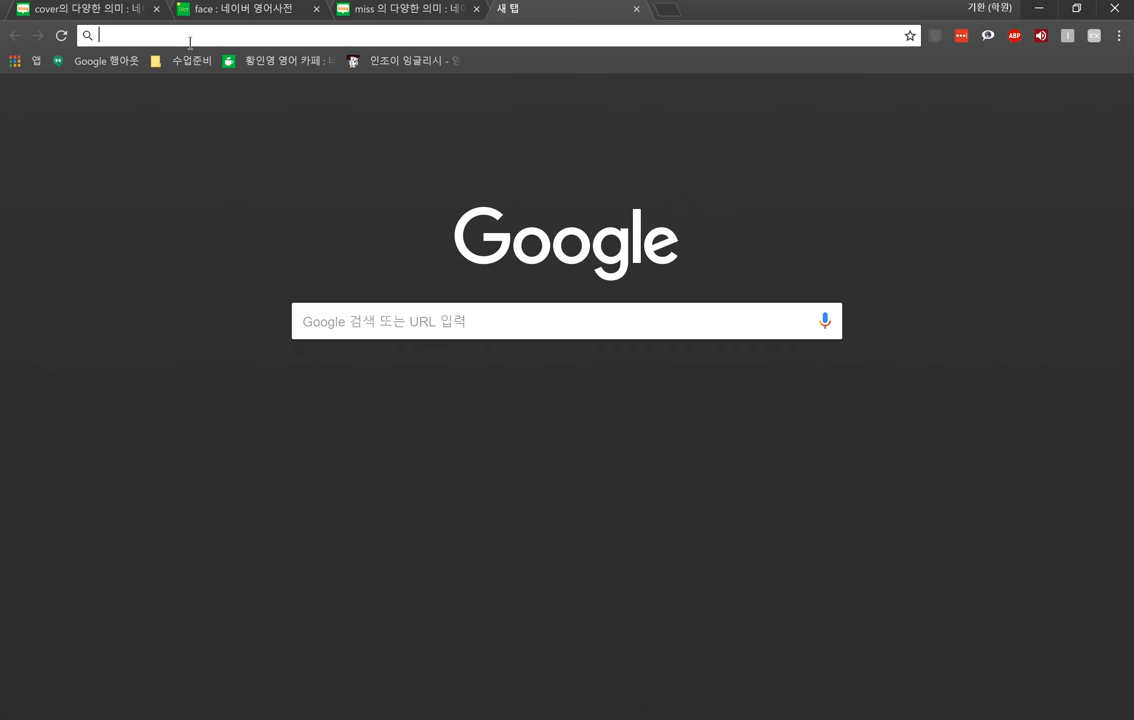 cover의 다양한 의미 : 네
face : 네이버 영어사전
miss 의 다양한 의미 : 네
새 탭
기환 (학원)
ABP
EX
앱
Google 행아웃
수업준비
황인영 영어 카페 : 네
인조이 잉글리시 -
Google
Google 검색 또는 URL 입력